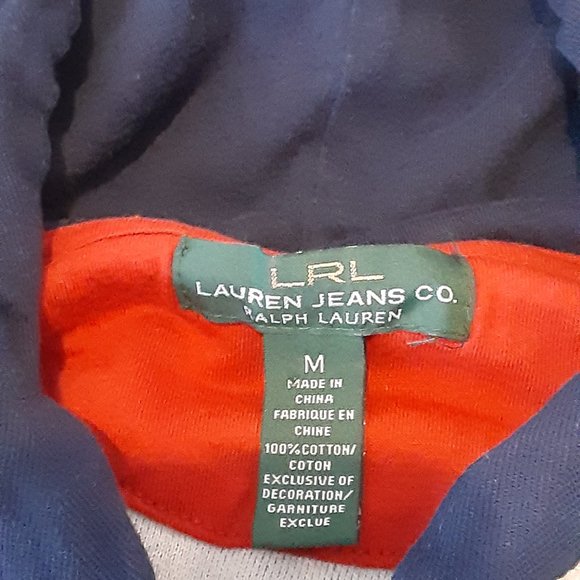 LRL
LAUREN JEANS CO.
RALPH LAUREN
M
MADE IN
CHINA
FABRIQUE EN
CHINE
100% COTTON/
COTON
EXCLUSIVE OF
DECORATION/
GARNITURE
EXCLUE